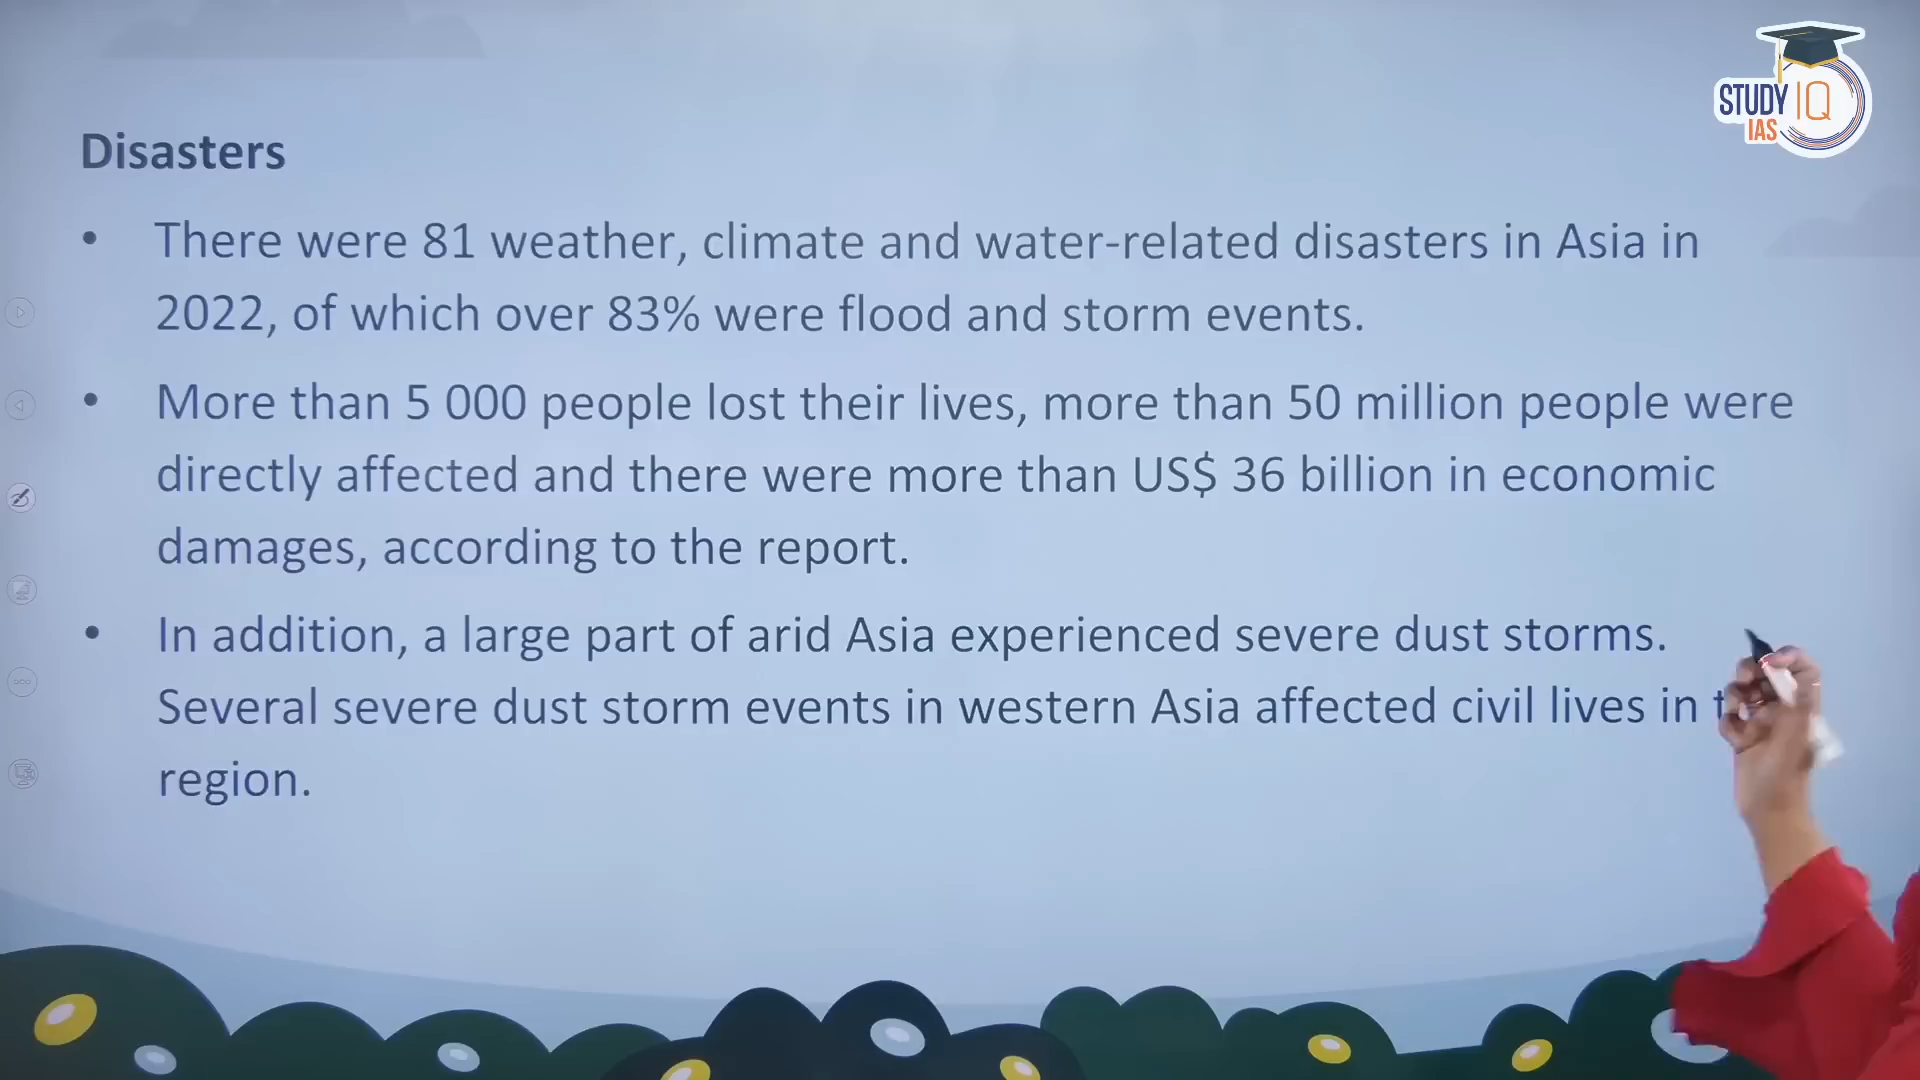 STUDY IQ
IAS
Disasters
• There were 81 weather, climate and water-related disasters in Asia in
2022, of which over 83% were flood and storm events.
• More than 5 000 people lost their lives, more than 50 million people were
directly affected and there were more than US$ 36 billion in economic
damages, according to the report.
• In addition, a large part of arid Asia experienced severe dust storms.
Several severe dust storm events in western Asia affected civil lives in
region.